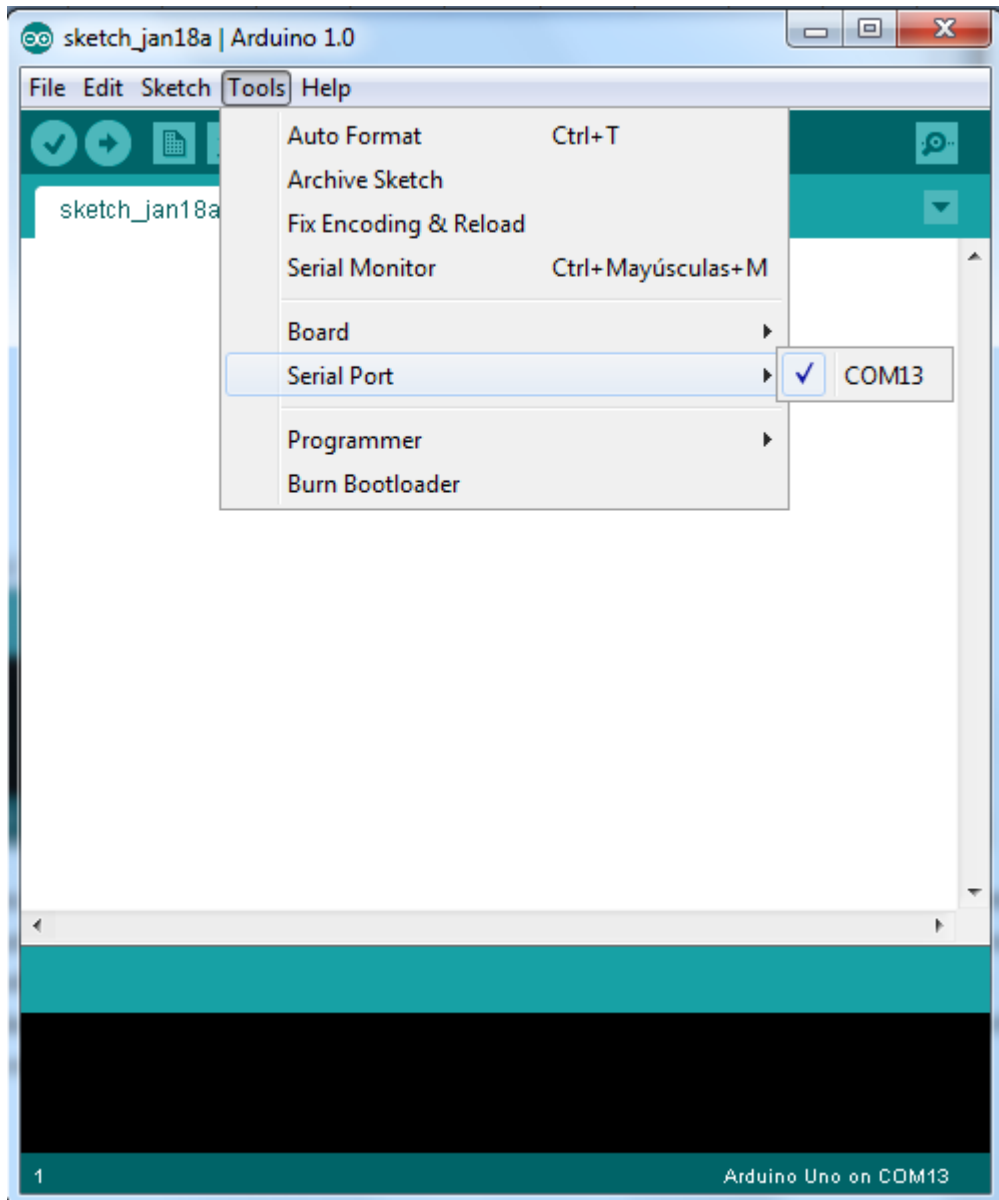 sketch_jan18a | Arduino 1.0
File Edit Sketch Tools Help
Auto Format Ctrl+T
Archive Sketch
sketch_jan18a
Fix Encoding & Reload
Serial Monitor Ctrl+Mayúsculas+M
Board
Serial Port COM13
Programmer
Burn Bootloader
1 Arduino Uno on COM13